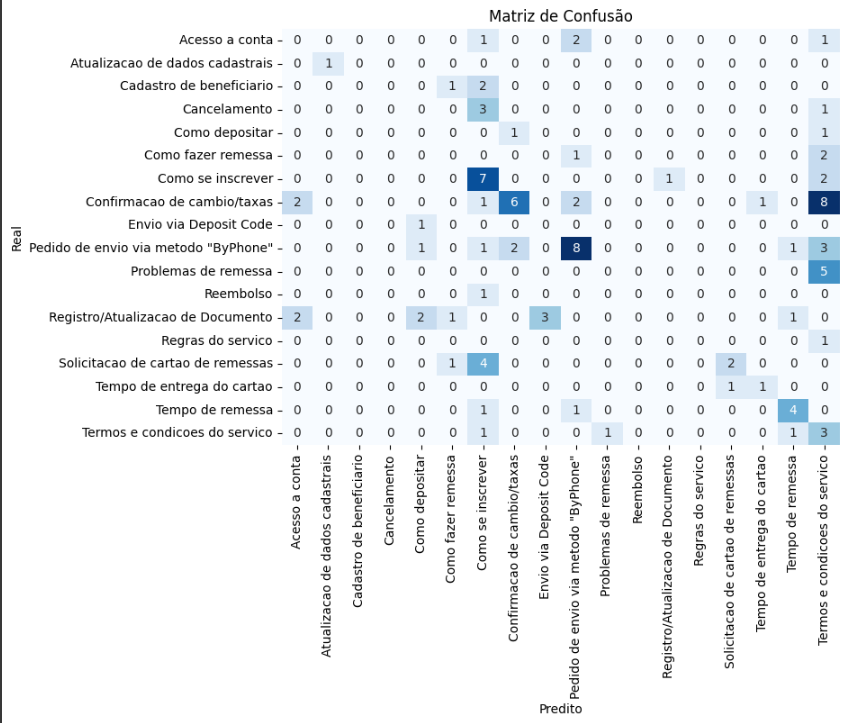 Matriz de Confusão
Real
Acesso a conta 0 0 0 0 0 0 1 0 0 2 0 0 0 0 0 0 0 1
Atualizacao de dados cadastrais 0 1 0 0 0 0 0 0 0 0 0 0 0 0 0 0 0 0
Cadastro de beneficiario 0 0 0 0 0 1 2 0 0 0 0 0 0 0 0 0 0 0
Cancelamento 0 0 0 0 0 0 3 0 0 0 0 0 0 0 0 0 0 1
Como depositar 0 0 0 0 0 0 0 1 0 0 0 0 0 0 0 0 0 1
Como fazer remessa 0 0 0 0 0 0 0 0 0 1 0 0 0 0 0 0 0 2
Como se inscrever 0 0 0 0 0 0 7 0 0 0 0 0 1 0 0 0 0 2
Confirmacao de cambio/taxas 2 0 0 0 0 0 1 6 0 2 0 0 0 0 0 1 0 8
Envio via Deposit Code 0 0 0 0 1 0 0 0 0 0 0 0 0 0 0 0 0 0
Pedido de envio via metodo "ByPhone" 0 0 0 0 1 0 1 2 0 8 0 0 0 0 0 0 1 3
Problemas de remessa 0 0 0 0 0 0 0 0 0 0 0 0 0 0 0 0 0 5
Reembolso 0 0 0 0 0 0 1 0 0 0 0 0 0 0 0 0 0 0
Registro/Atualizacao de Documento 2 0 0 0 2 1 0 0 3 0 0 0 0 0 0 0 1 0
Regras do servico 0 0 0 0 0 0 0 0 0 0 0 0 0 0 0 0 0 1
Solicitacao de cartao de remessas 0 0 0 0 0 1 4 0 0 0 0 0 0 0 2 0 0 0
Tempo de entrega do cartao 0 0 0 0 0 0 0 0 0 0 0 0 0 0 1 1 0 0
Tempo de remessa 0 0 0 0 0 0 1 0 0 1 0 0 0 0 0 0 4 0
Termos e condicoes do servico 0 0 0 0 0 0 1 0 0 0 1 0 0 0 0 0 1 3
Acesso a conta
Atualizacao de dados cadastrais
Cadastro de beneficiario
Cancelamento
Como depositar
Como fazer remessa
Como se inscrever
Confirmacao de cambio/taxas
Envio via Deposit Code
Pedido de envio via metodo "ByPhone"
Problemas de remessa
Reembolso
Registro/Atualizacao de Documento
Regras do servico
Solicitacao de cartao de remessas
Tempo de entrega do cartao
Tempo de remessa
Termos e condicoes do servico
Predito